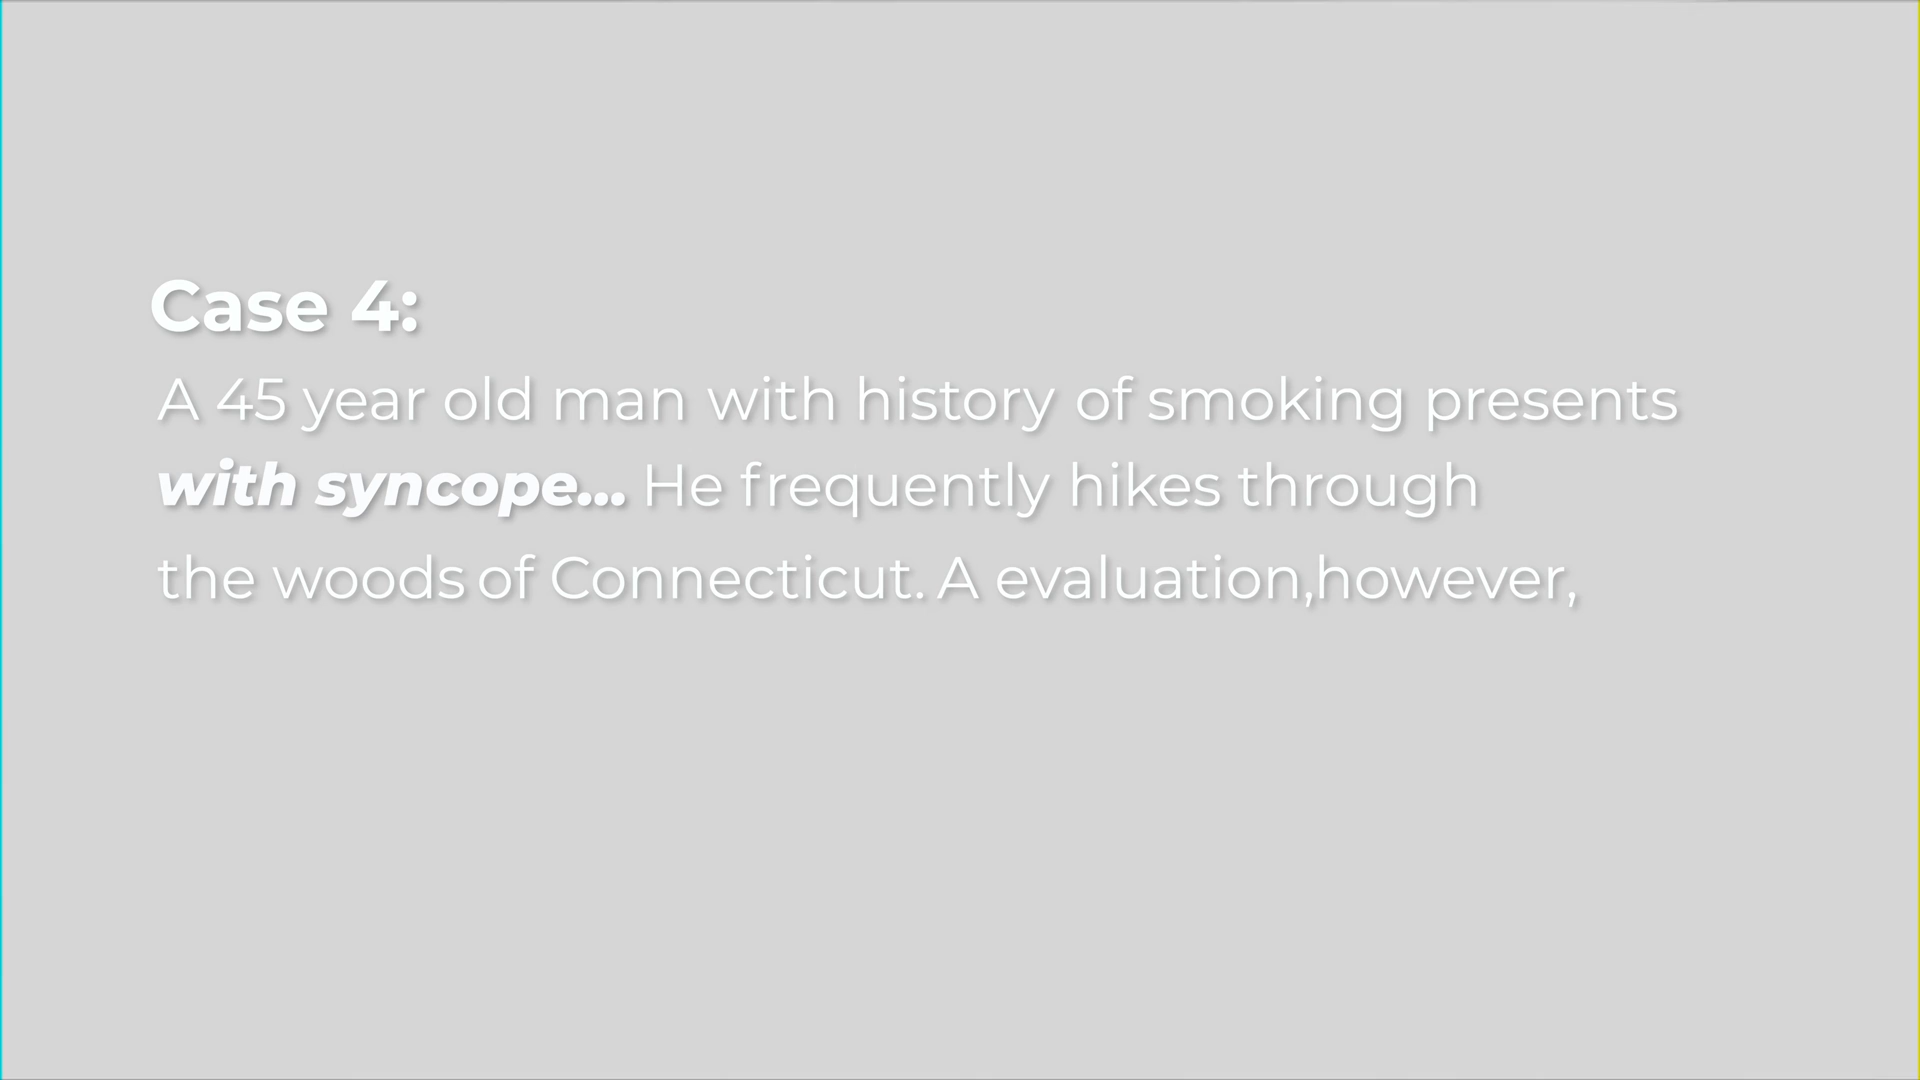 Case 4:
A 45 year old man with history of smoking presents
with syncope... He frequently hikes through
the woods of Connecticut. A evaluation,however,